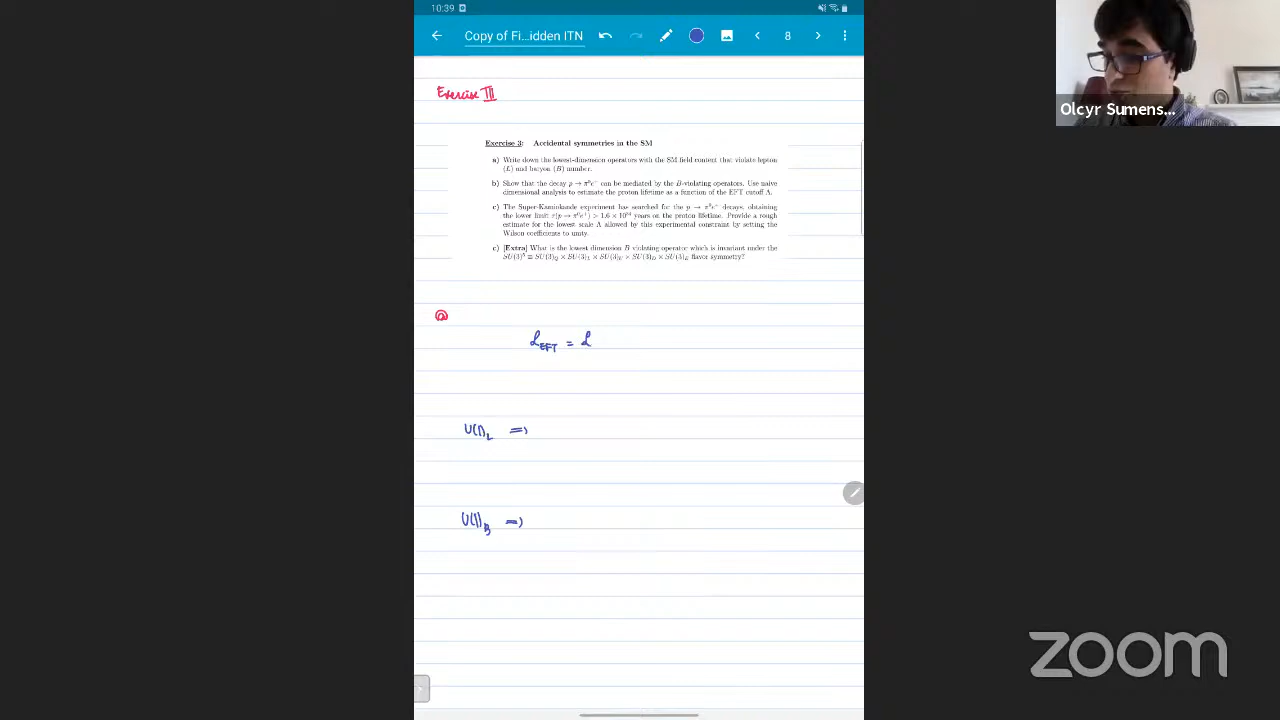 10:39
Copy of Fi...idden ITN
8
Exercise III
Exercise 3: Accidental symmetries in the SM
a) Write down the lowest-dimension operators with the SM field content that violate lepton
(L) and baryon (B) number.
b) Show that the decay p → π⁰e⁺ can be mediated by the B-violating operators. Use naive
dimensional analysis to estimate the proton lifetime as a function of the EFT cutoff Λ.
c) The Super-Kamiokande experiment has searched for the p → π⁰e⁺ decays, obtaining
the lower limit τ(p → π⁰e⁺) > 1.6 × 10³⁴ years on the proton lifetime. Provide a rough
estimate for the lowest scale Λ allowed by this experimental constraint by setting the
Wilson coefficients to unity.
c) [Extra] What is the lowest dimension B violating operator which is invariant under the
SU(3)⁵ ≡ SU(3)_Q × SU(3)_L × SU(3)_U × SU(3)_D × SU(3)_E flavor symmetry?
a
ℒ_EFT = ℒ
U(1)_L ⇒
U(1)_B ⇒
Olcyr Sumens...
zoom